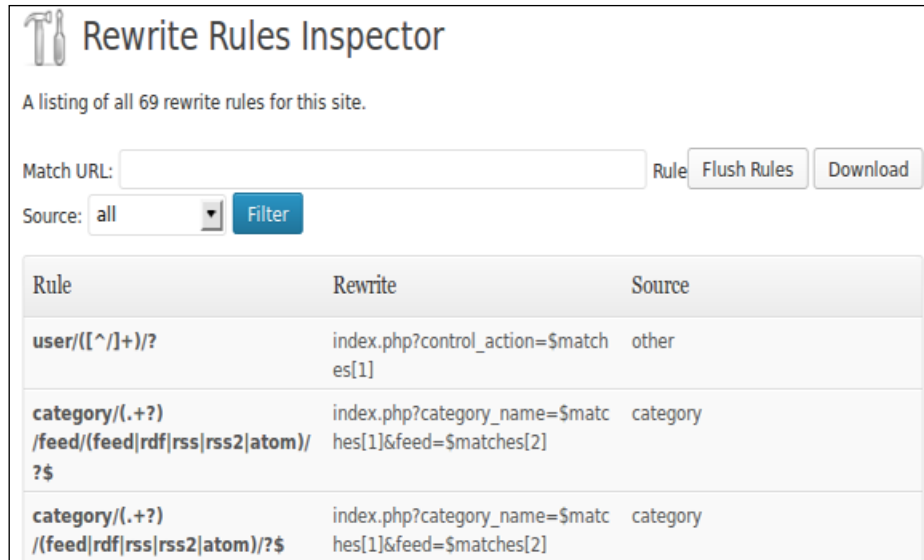 Rewrite Rules Inspector
A listing of all 69 rewrite rules for this site.
Match URL: Rule Flush Rules Download
Source: all Filter
Rule Rewrite Source
user/([^/]+)/? index.php?control_action=$match other
es[1]
category/(.+?) index.php?category_name=$matc category
/feed/(feed|rdf|rss|rss2|atom)/ hes[1]&feed=$matches[2]
?$
category/(.+?) index.php?category_name=$matc category
/(feed|rdf|rss|rss2|atom)/?$ hes[1]&feed=$matches[2]